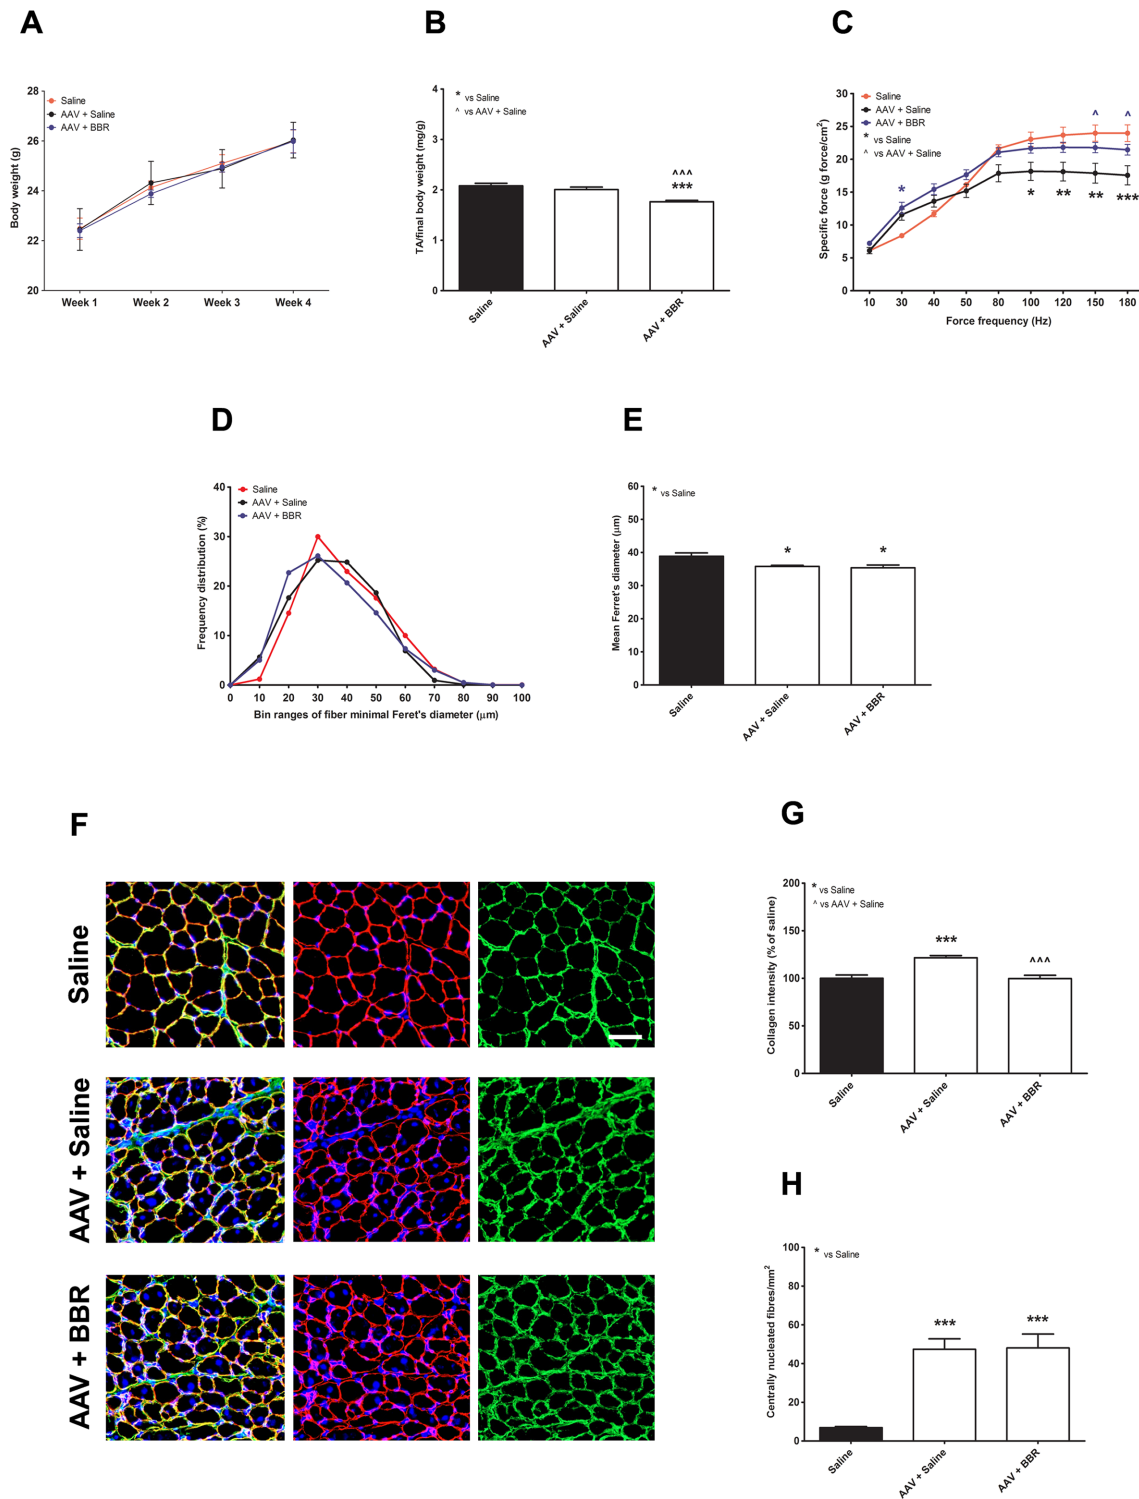 A
Body weight (g)
28
26
24
22
20
Saline
AAV + Saline
AAV + BBR
Week 1 Week 2 Week 3 Week 4
B
TA/final body weight (mg/g)
4
3
2
1
0
* vs Saline
^ vs AAV + Saline
^^^
***
Saline
AAV + Saline
AAV + BBR
C
Specific force (g force/cm²)
30
25
20
15
10
5
0
Saline
AAV + Saline
AAV + BBR
* vs Saline
^ vs AAV + Saline
^ ^
*
* ** ** ***
10 30 40 50 80 100 120 150 180
Force frequency (Hz)
D
Frequency distribution (%)
40
30
20
10
0
Saline
AAV + Saline
AAV + BBR
0 10 20 30 40 50 60 70 80 90 100
Bin ranges of fiber minimal Feret's diameter (μm)
E
Mean Ferret's diameter (μm)
60
50
40
30
20
10
0
* vs Saline
* *
Saline
AAV + Saline
AAV + BBR
F
Saline
AAV + Saline
AAV + BBR
G
Collagen intensity (% of saline)
200
150
100
50
0
* vs Saline
^ vs AAV + Saline
***
^^^
Saline
AAV + Saline
AAV + BBR
H
Centrally nucleated fibres/mm²
100
80
60
40
20
0
* vs Saline
*** ***
Saline
AAV + Saline
AAV + BBR